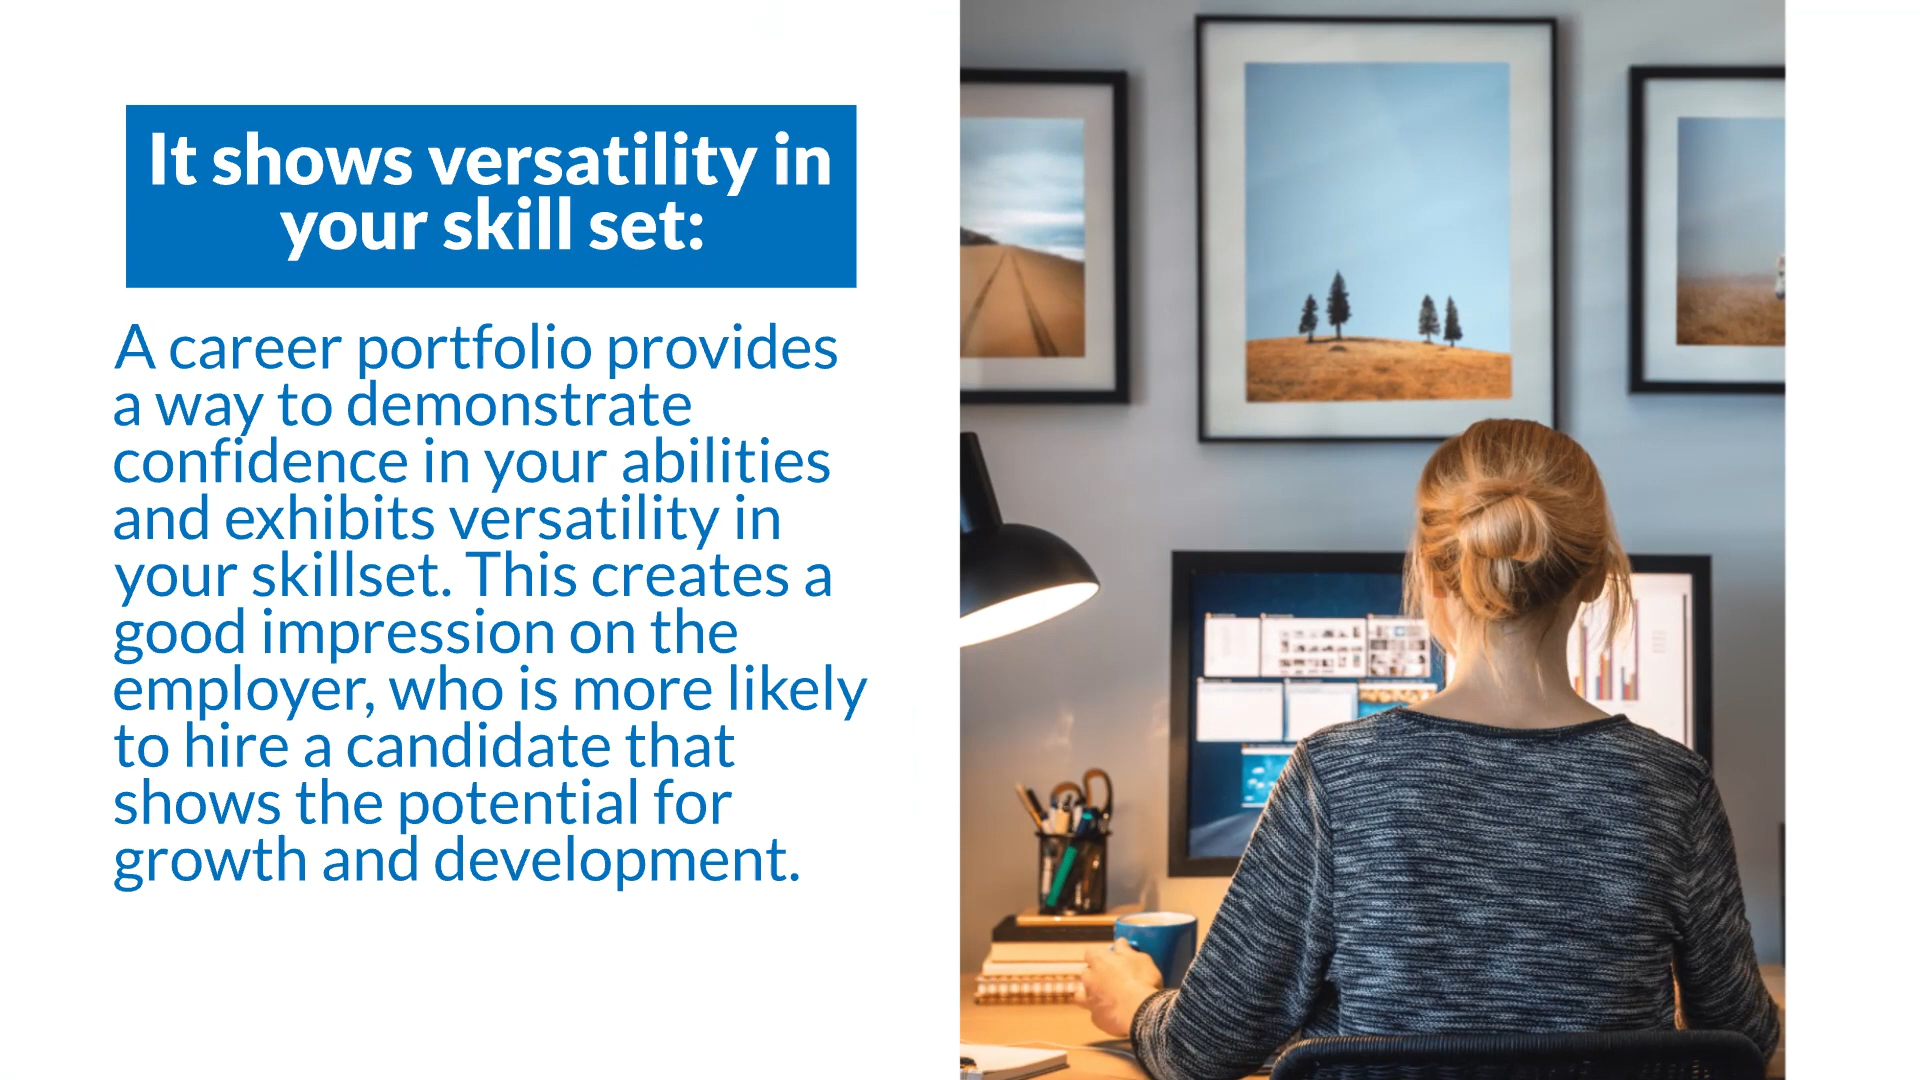 It shows versatility in
your skill set:
A career portfolio provides
a way to demonstrate
confidence in your abilities
and exhibits versatility in
your skillset. This creates a
good impression on the
employer, who is more likely
to hire a candidate that
shows the potential for
growth and development.